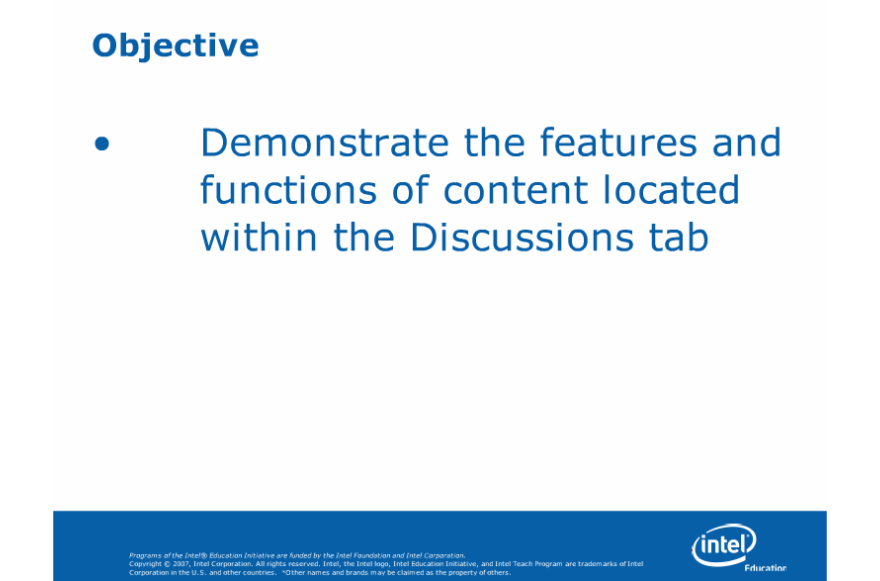 Objective
• Demonstrate the features and
functions of content located
within the Discussions tab
Programs of the Intel® Education Initiative are funded by the Intel Foundation and Intel Corporation.
Copyright © 2007, Intel Corporation. All rights reserved. Intel, the Intel logo, Intel Education Initiative, and Intel Teach Program are trademarks of Intel
Corporation in the U.S. and other countries. *Other names and brands may be claimed as the property of others.
intel
Education